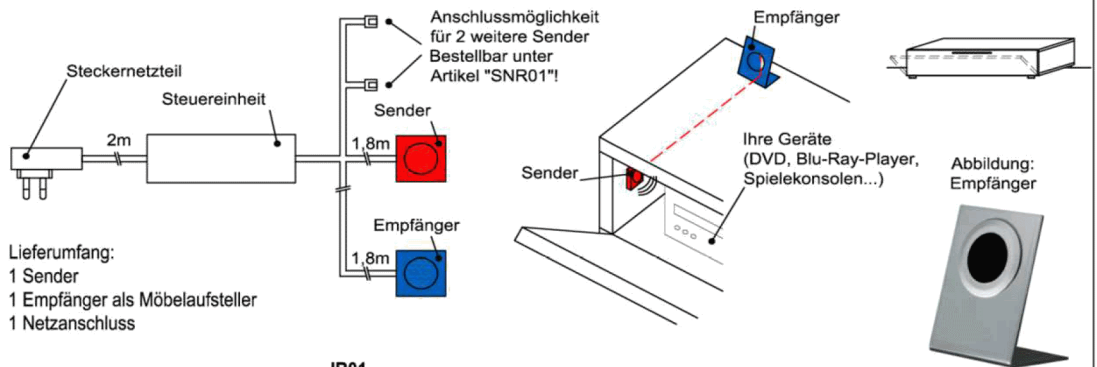 Anschlussmöglichkeit
für 2 weitere Sender
Bestellbar unter
Artikel "SNR01"!
Steckernetzteil
Steuereinheit
2m
Sender
1,8m
Empfänger
1,8m
Lieferumfang:
1 Sender
1 Empfänger als Möbelaufsteller
1 Netzanschluss
Empfänger
Sender
Ihre Geräte
(DVD, Blu-Ray-Player,
Spielekonsolen...)
Abbildung:
Empfänger